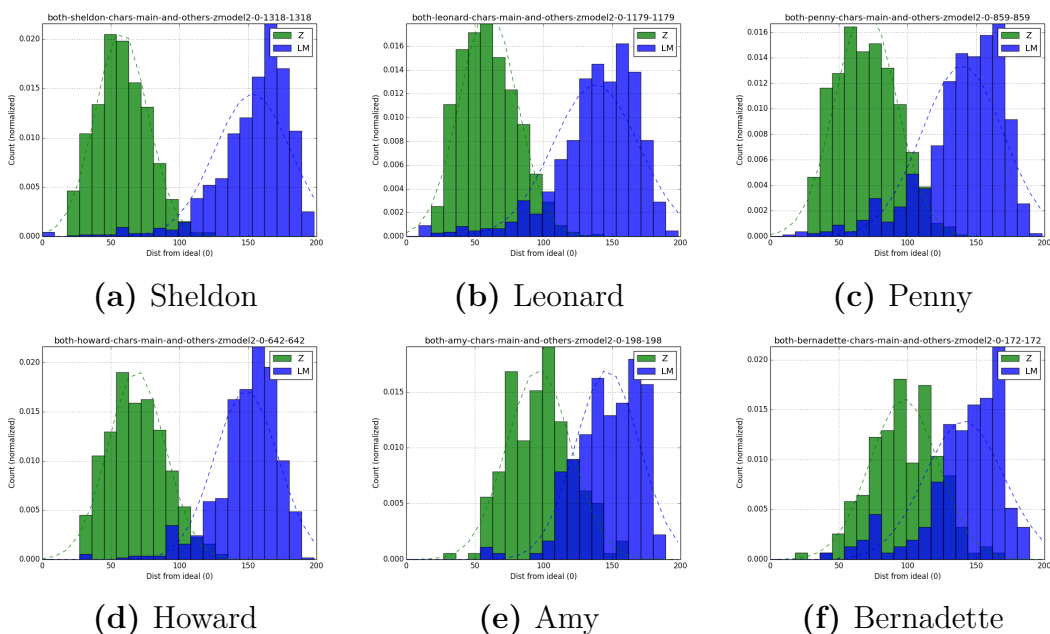 both-sheldon-chars-main-and-others-zmodel2-0-1318-1318
Count (normalized)
0.020
0.015
0.010
0.005
0.000
0 50 100 150 200
Dist from ideal (0)
Z
LM
(a) Sheldon
both-leonard-chars-main-and-others-zmodel2-0-1179-1179
Count (normalized)
0.016
0.014
0.012
0.010
0.008
0.006
0.004
0.002
0.000
0 50 100 150 200
Dist from ideal (0)
Z
LM
(b) Leonard
both-penny-chars-main-and-others-zmodel2-0-859-859
Count (normalized)
0.016
0.014
0.012
0.010
0.008
0.006
0.004
0.002
0.000
0 50 100 150 200
Dist from ideal (0)
Z
LM
(c) Penny
both-howard-chars-main-and-others-zmodel2-0-642-642
Count (normalized)
0.020
0.015
0.010
0.005
0.000
0 50 100 150 200
Dist from ideal (0)
Z
LM
(d) Howard
both-amy-chars-main-and-others-zmodel2-0-198-198
Count (normalized)
0.015
0.010
0.005
0.000
0 50 100 150 200
Dist from ideal (0)
Z
LM
(e) Amy
both-bernadette-chars-main-and-others-zmodel2-0-172-172
Count (normalized)
0.020
0.015
0.010
0.005
0.000
0 50 100 150 200
Dist from ideal (0)
Z
LM
(f) Bernadette